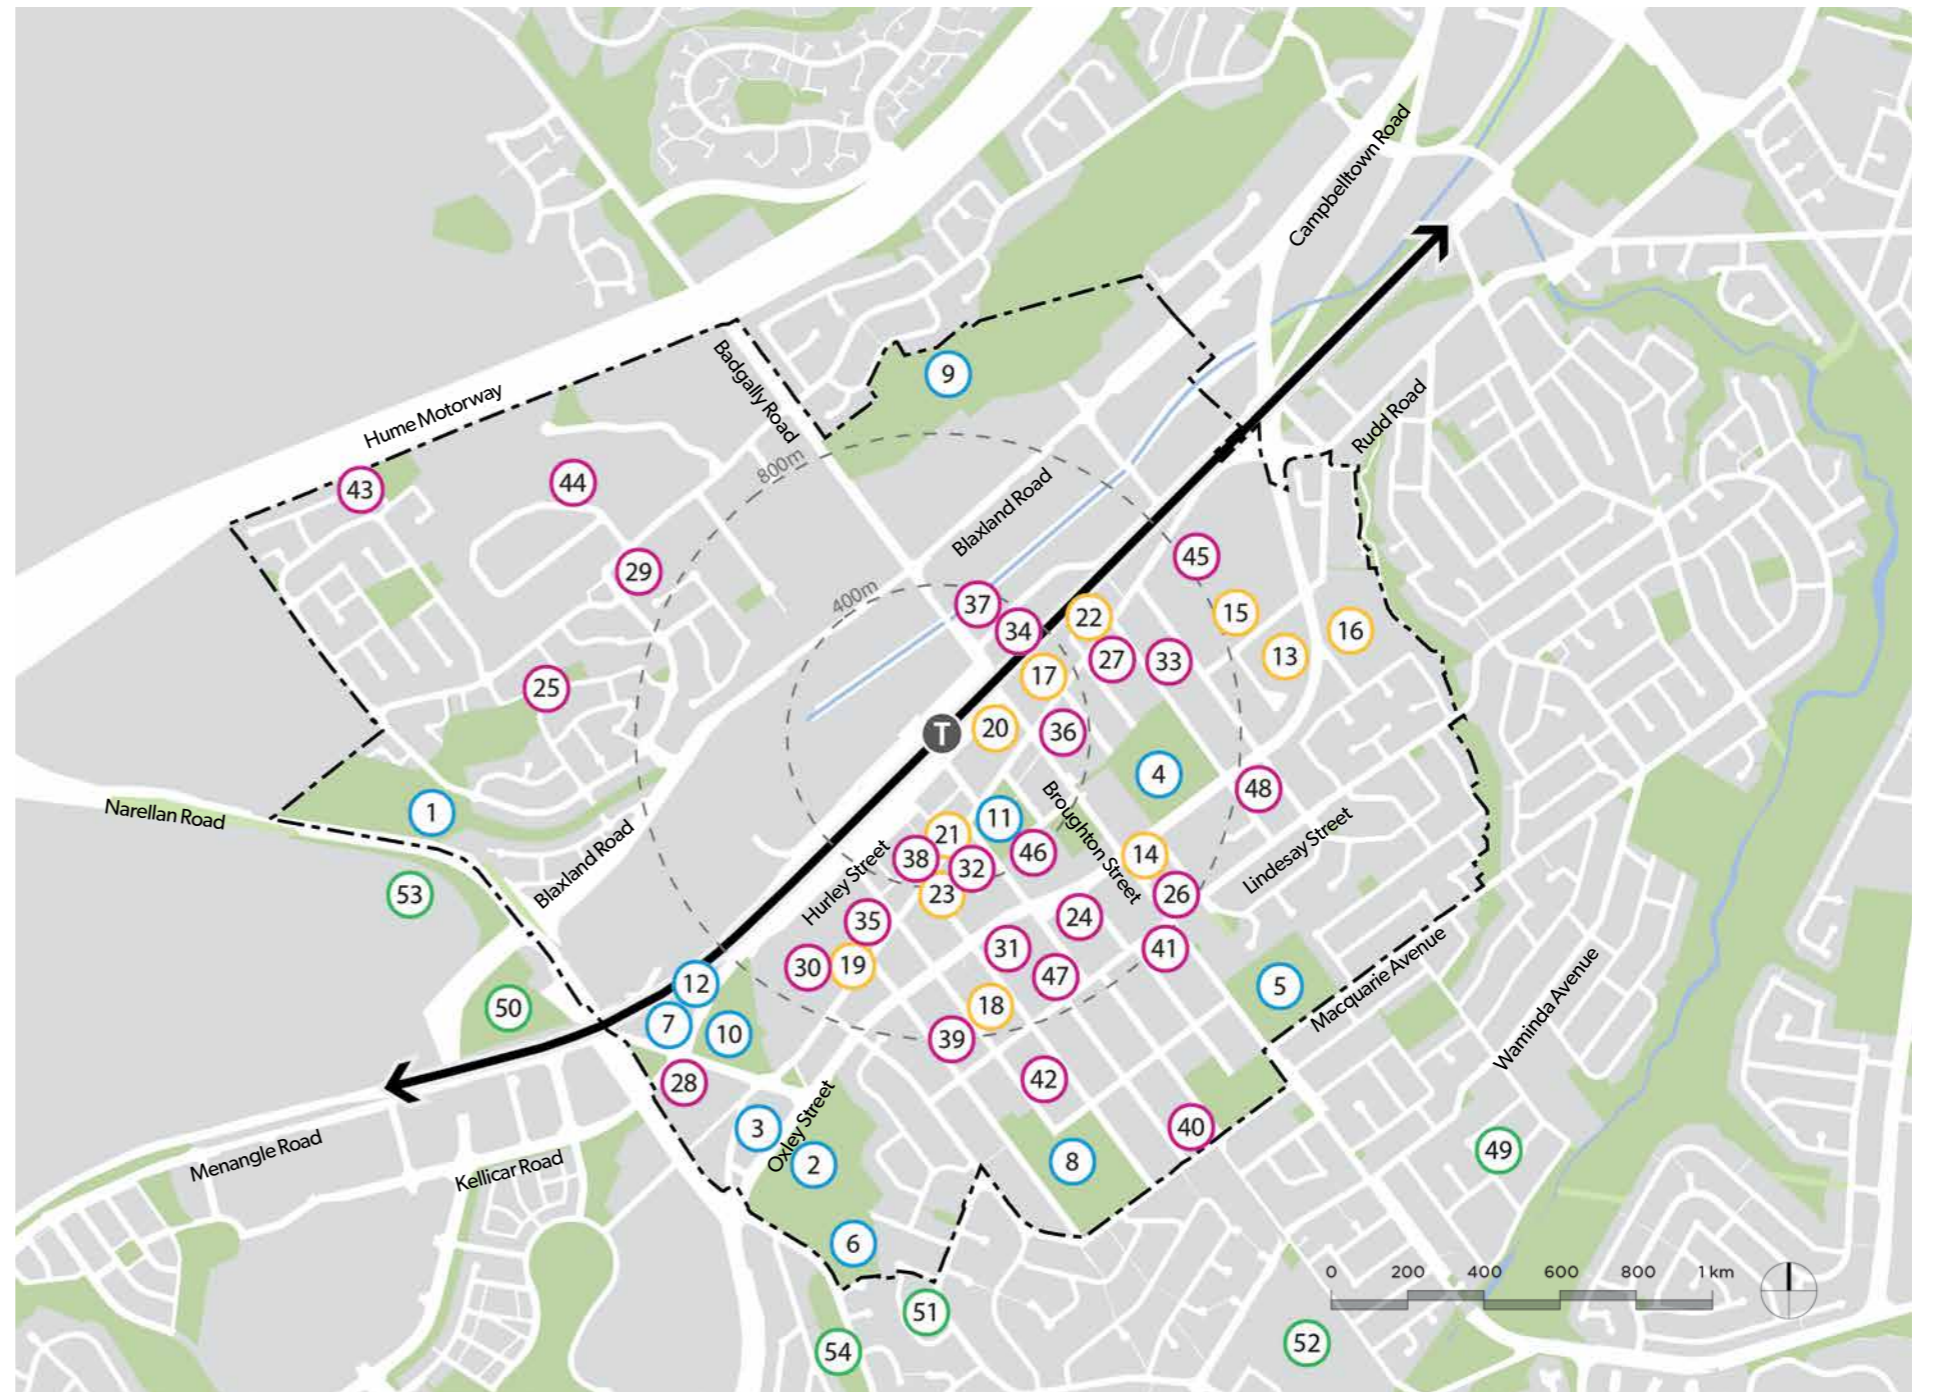 Campbelltown Road
Hume Motorway
Badgally Road
9
Rudd Road
800m
43
44
Blaxland Road
45
29
400m
37
34
22
15
16
27
33
13
17
25
T
20
36
4
48
1
Narellan Road
11
Broughton Street
21
38
32
46
14
Lindesay Street
Blaxland Road
Hurley Street
53
23
26
35
24
31
41
30
19
47
12
5
Macquarie Avenue
Waminda Avenue
50
7
10
18
39
28
42
3
Oxley Street
2
40
8
49
Menangle Road
Kellicar Road
6
0 200 400 600 800 1 km
51
54
52